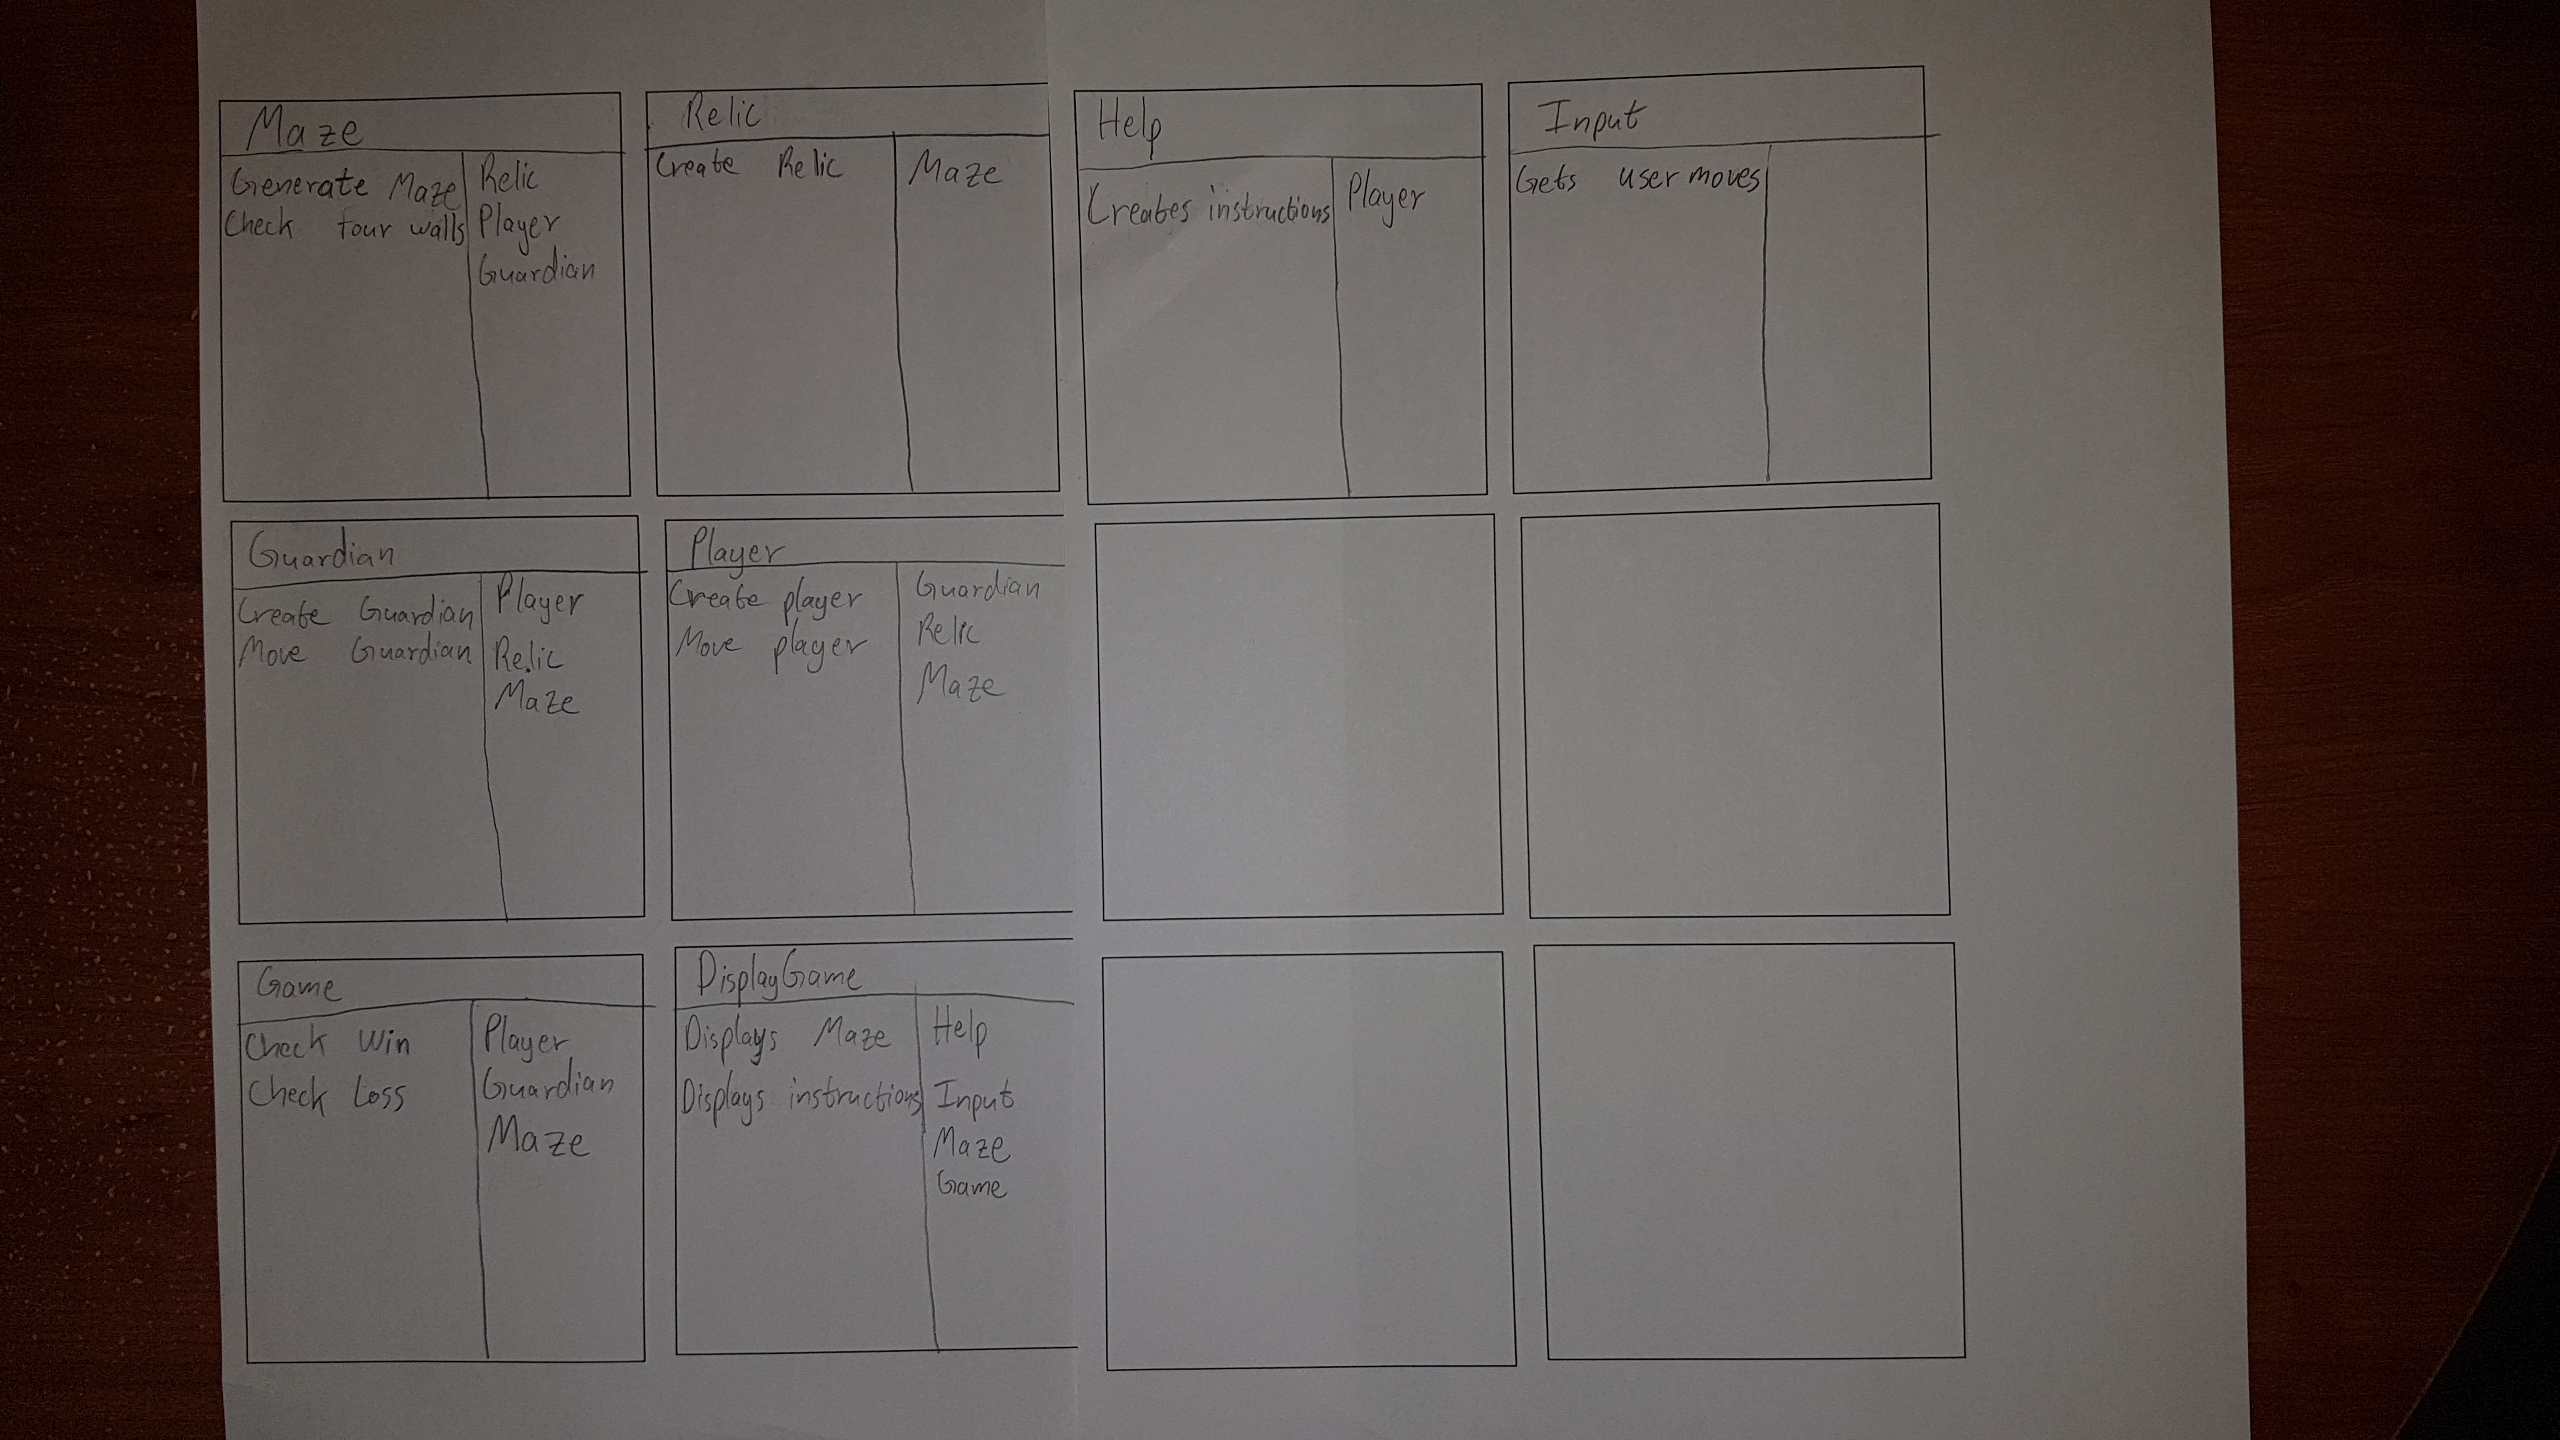 Maze
Generate Maze
Check four walls
Relic
Player
Guardian
Relic
Create Relic
Maze
Help
Creates instructions
Player
Input
Gets user moves
Guardian
Create Guardian
Move Guardian
Player
Relic
Maze
Player
Create player
Move player
Guardian
Relic
Maze
Game
Check Win
Check Loss
Player
Guardian
Maze
DisplayGame
Displays Maze
Displays instructions
Help
Input
Maze
Game